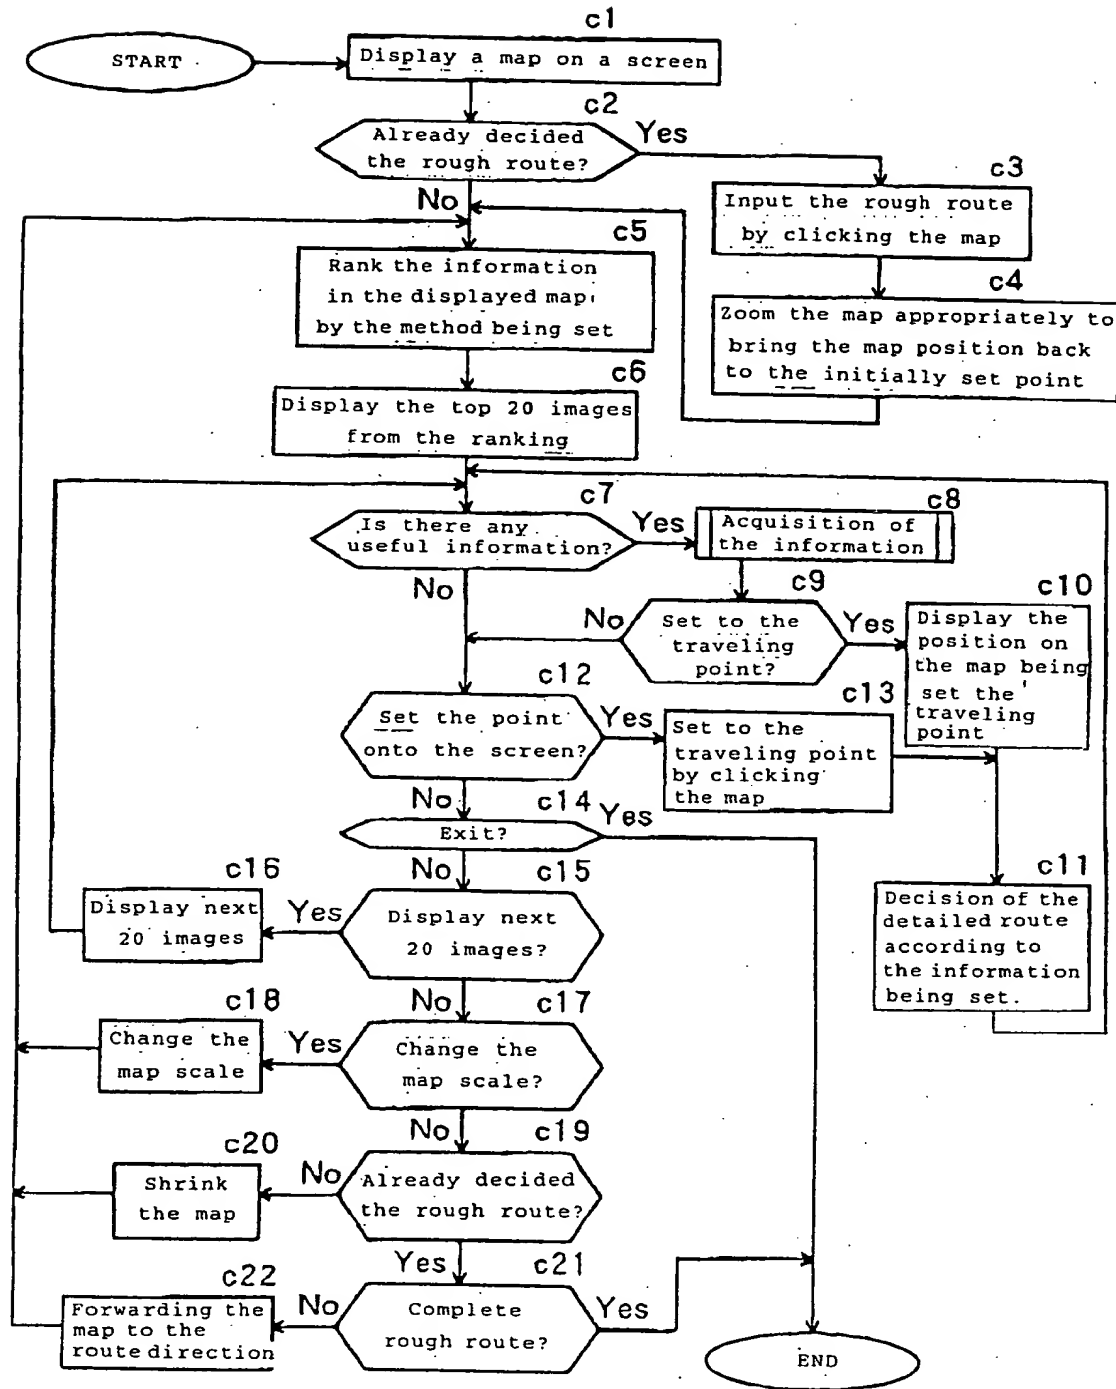 c1
START
Display a map on a screen
c2
Already decided
the rough route?
Yes
No
c3
Input the rough route
by clicking the map
c4
Zoom the map appropriately to
bring the map position back
to the initially set point
c5
Rank the information
in the displayed map
by the method being set
c6
Display the top 20 images
from the ranking
c7
Is there any
useful information?
Yes
No
c8
Acquisition of
the information
c9
Set to the
traveling
point?
No
Yes
c10
Display the
position on
the map being
set the
traveling
point
c12
Set the point
onto the screen?
Yes
No
c13
Set to the
traveling point
by clicking
the map
c14
Exit?
Yes
No
c11
Decision of the
detailed route
according to
the information
being set.
c15
Display next
20 images?
Yes
No
c16
Display next
20 images
c17
Change the
map scale?
Yes
No
c18
Change the
map scale
c19
Already decided
the rough route?
No
Yes
c20
Shrink
the map
c21
Complete
rough route?
No
Yes
c22
Forwarding the
map to the
route direction
END